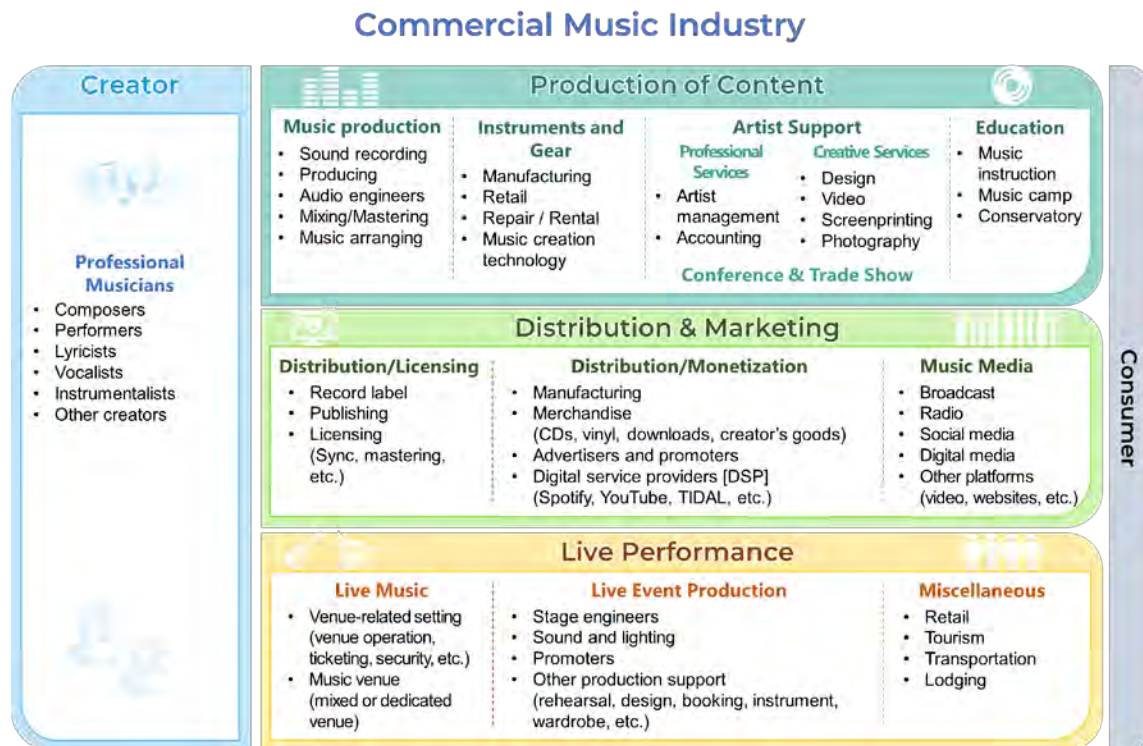 Commercial Music Industry
Creator
Professional
Musicians
• Composers
• Performers
• Lyricists
• Vocalists
• Instrumentalists
• Other creators
Production of Content
Music production
• Sound recording
• Producing
• Audio engineers
• Mixing/Mastering
• Music arranging
Instruments and
Gear
• Manufacturing
• Retail
• Repair / Rental
• Music creation
technology
Artist Support
Professional
Services
• Artist
management
• Accounting
Creative Services
• Design
• Video
• Screenprinting
• Photography
Conference & Trade Show
Education
• Music
instruction
• Music camp
• Conservatory
Distribution & Marketing
Distribution/Licensing
• Record label
• Publishing
• Licensing
(Sync, mastering,
etc.)
Distribution/Monetization
• Manufacturing
• Merchandise
(CDs, vinyl, downloads, creator's goods)
• Advertisers and promoters
• Digital service providers [DSP]
(Spotify, YouTube, TIDAL, etc.)
Music Media
• Broadcast
• Radio
• Social media
• Digital media
• Other platforms
(video, websites, etc.)
Live Performance
Live Music
• Venue-related setting
(venue operation,
ticketing, security, etc.)
• Music venue
(mixed or dedicated
venue)
Live Event Production
• Stage engineers
• Sound and lighting
• Promoters
• Other production support
(rehearsal, design, booking, instrument,
wardrobe, etc.)
Miscellaneous
• Retail
• Tourism
• Transportation
• Lodging
Consumer